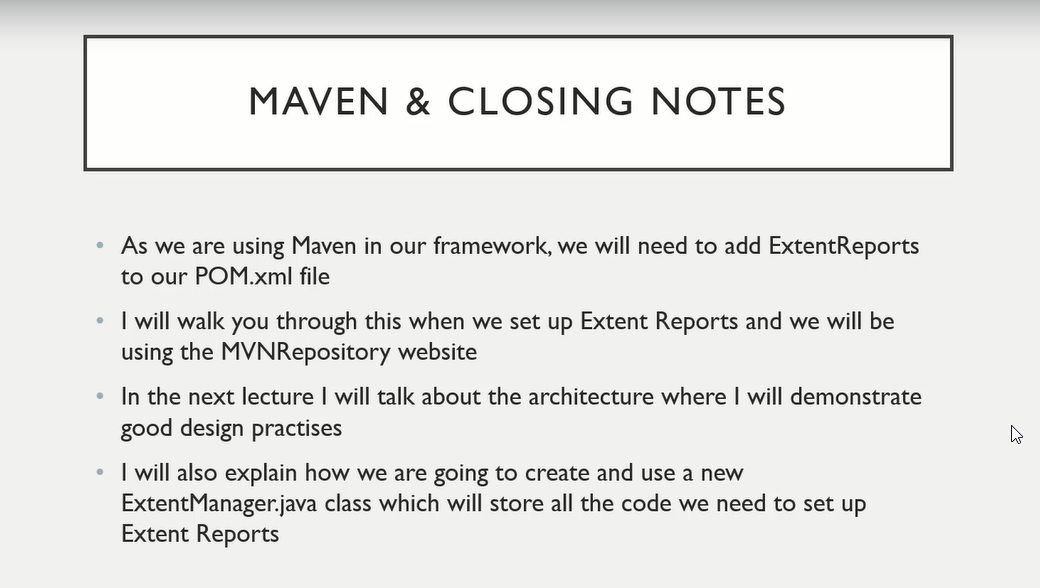 MAVEN & CLOSING NOTES
• As we are using Maven in our framework, we will need to add ExtentReports
to our POM.xml file
• I will walk you through this when we set up Extent Reports and we will be
using the MVNRepository website
• In the next lecture I will talk about the architecture where I will demonstrate
good design practises
• I will also explain how we are going to create and use a new
ExtentManager.java class which will store all the code we need to set up
Extent Reports